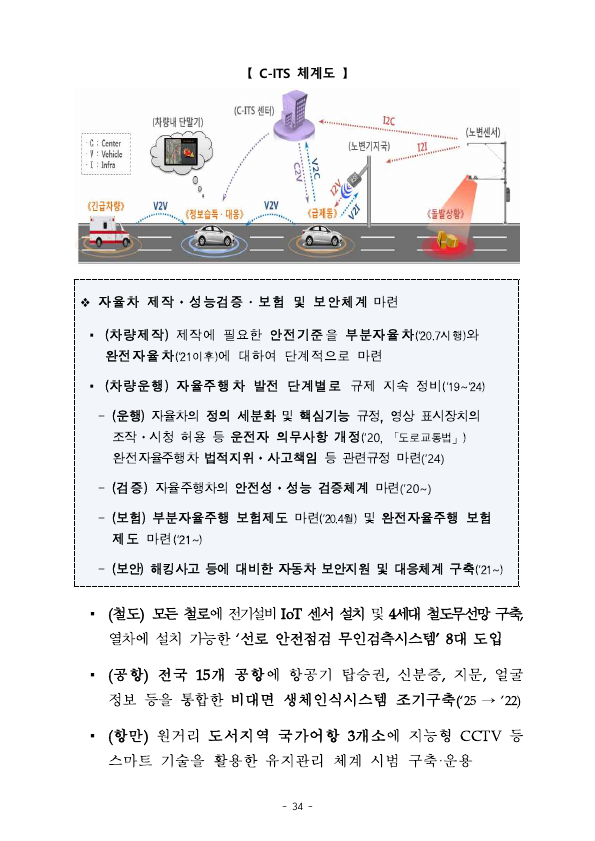 【 C-ITS 체계도 】
(C-ITS 센터)
(차량내 단말기)
I2C
(노변센서)
· C : Center
· V : Vehicle
· I : Infra
(노변기지국)
I2I
C2V
V2C
I2V
V2I
《긴급차량》
V2V
《정보습득·대응》
V2V
《급제동》
《돌발상황》
❖ 자율차 제작·성능검증·보험 및 보안체계 마련
▪ (차량제작) 제작에 필요한 안전기준을 부분자율차('20.7시행)와
완전자율차('21이후)에 대하여 단계적으로 마련
▪ (차량운행) 자율주행차 발전 단계별로 규제 지속 정비('19~'24)
- (운행) 자율차의 정의 세분화 및 핵심기능 규정, 영상 표시장치의
조작·시청 허용 등 운전자 의무사항 개정('20, 「도로교통법」)
완전자율주행차 법적지위·사고책임 등 관련규정 마련('24)
- (검증) 자율주행차의 안전성·성능 검증체계 마련('20~)
- (보험) 부분자율주행 보험제도 마련('20.4월) 및 완전자율주행 보험
제도 마련('21~)
- (보안) 해킹사고 등에 대비한 자동차 보안지원 및 대응체계 구축('21~)
▪ (철도) 모든 철로에 전기설비 IoT 센서 설치 및 4세대 철도무선망 구축,
열차에 설치 가능한 '선로 안전점검 무인검측시스템' 8대 도입
▪ (공항) 전국 15개 공항에 항공기 탑승권, 신분증, 지문, 얼굴
정보 등을 통합한 비대면 생체인식시스템 조기구축('25 → '22)
▪ (항만) 원거리 도서지역 국가어항 3개소에 지능형 CCTV 등
스마트 기술을 활용한 유지관리 체계 시범 구축·운용
- 34 -